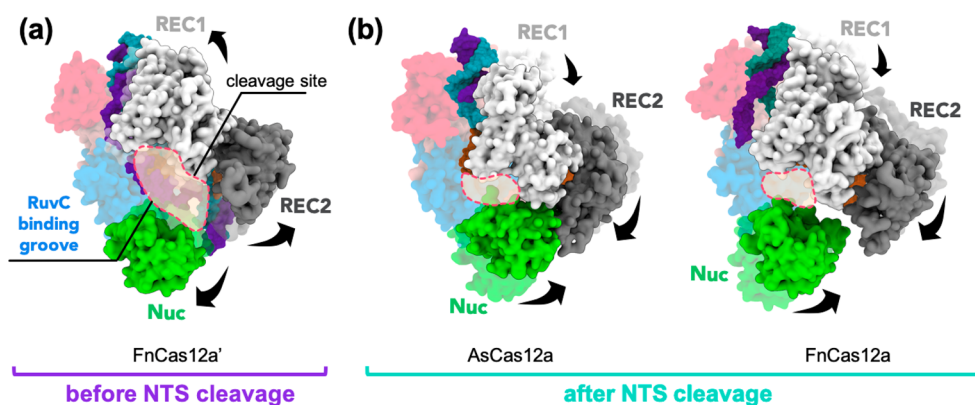 (a)
REC1
cleavage site
RuvC
binding
groove
REC2
Nuc
FnCas12a’
before NTS cleavage
(b)
REC1
REC2
Nuc
AsCas12a
REC1
REC2
Nuc
FnCas12a
after NTS cleavage